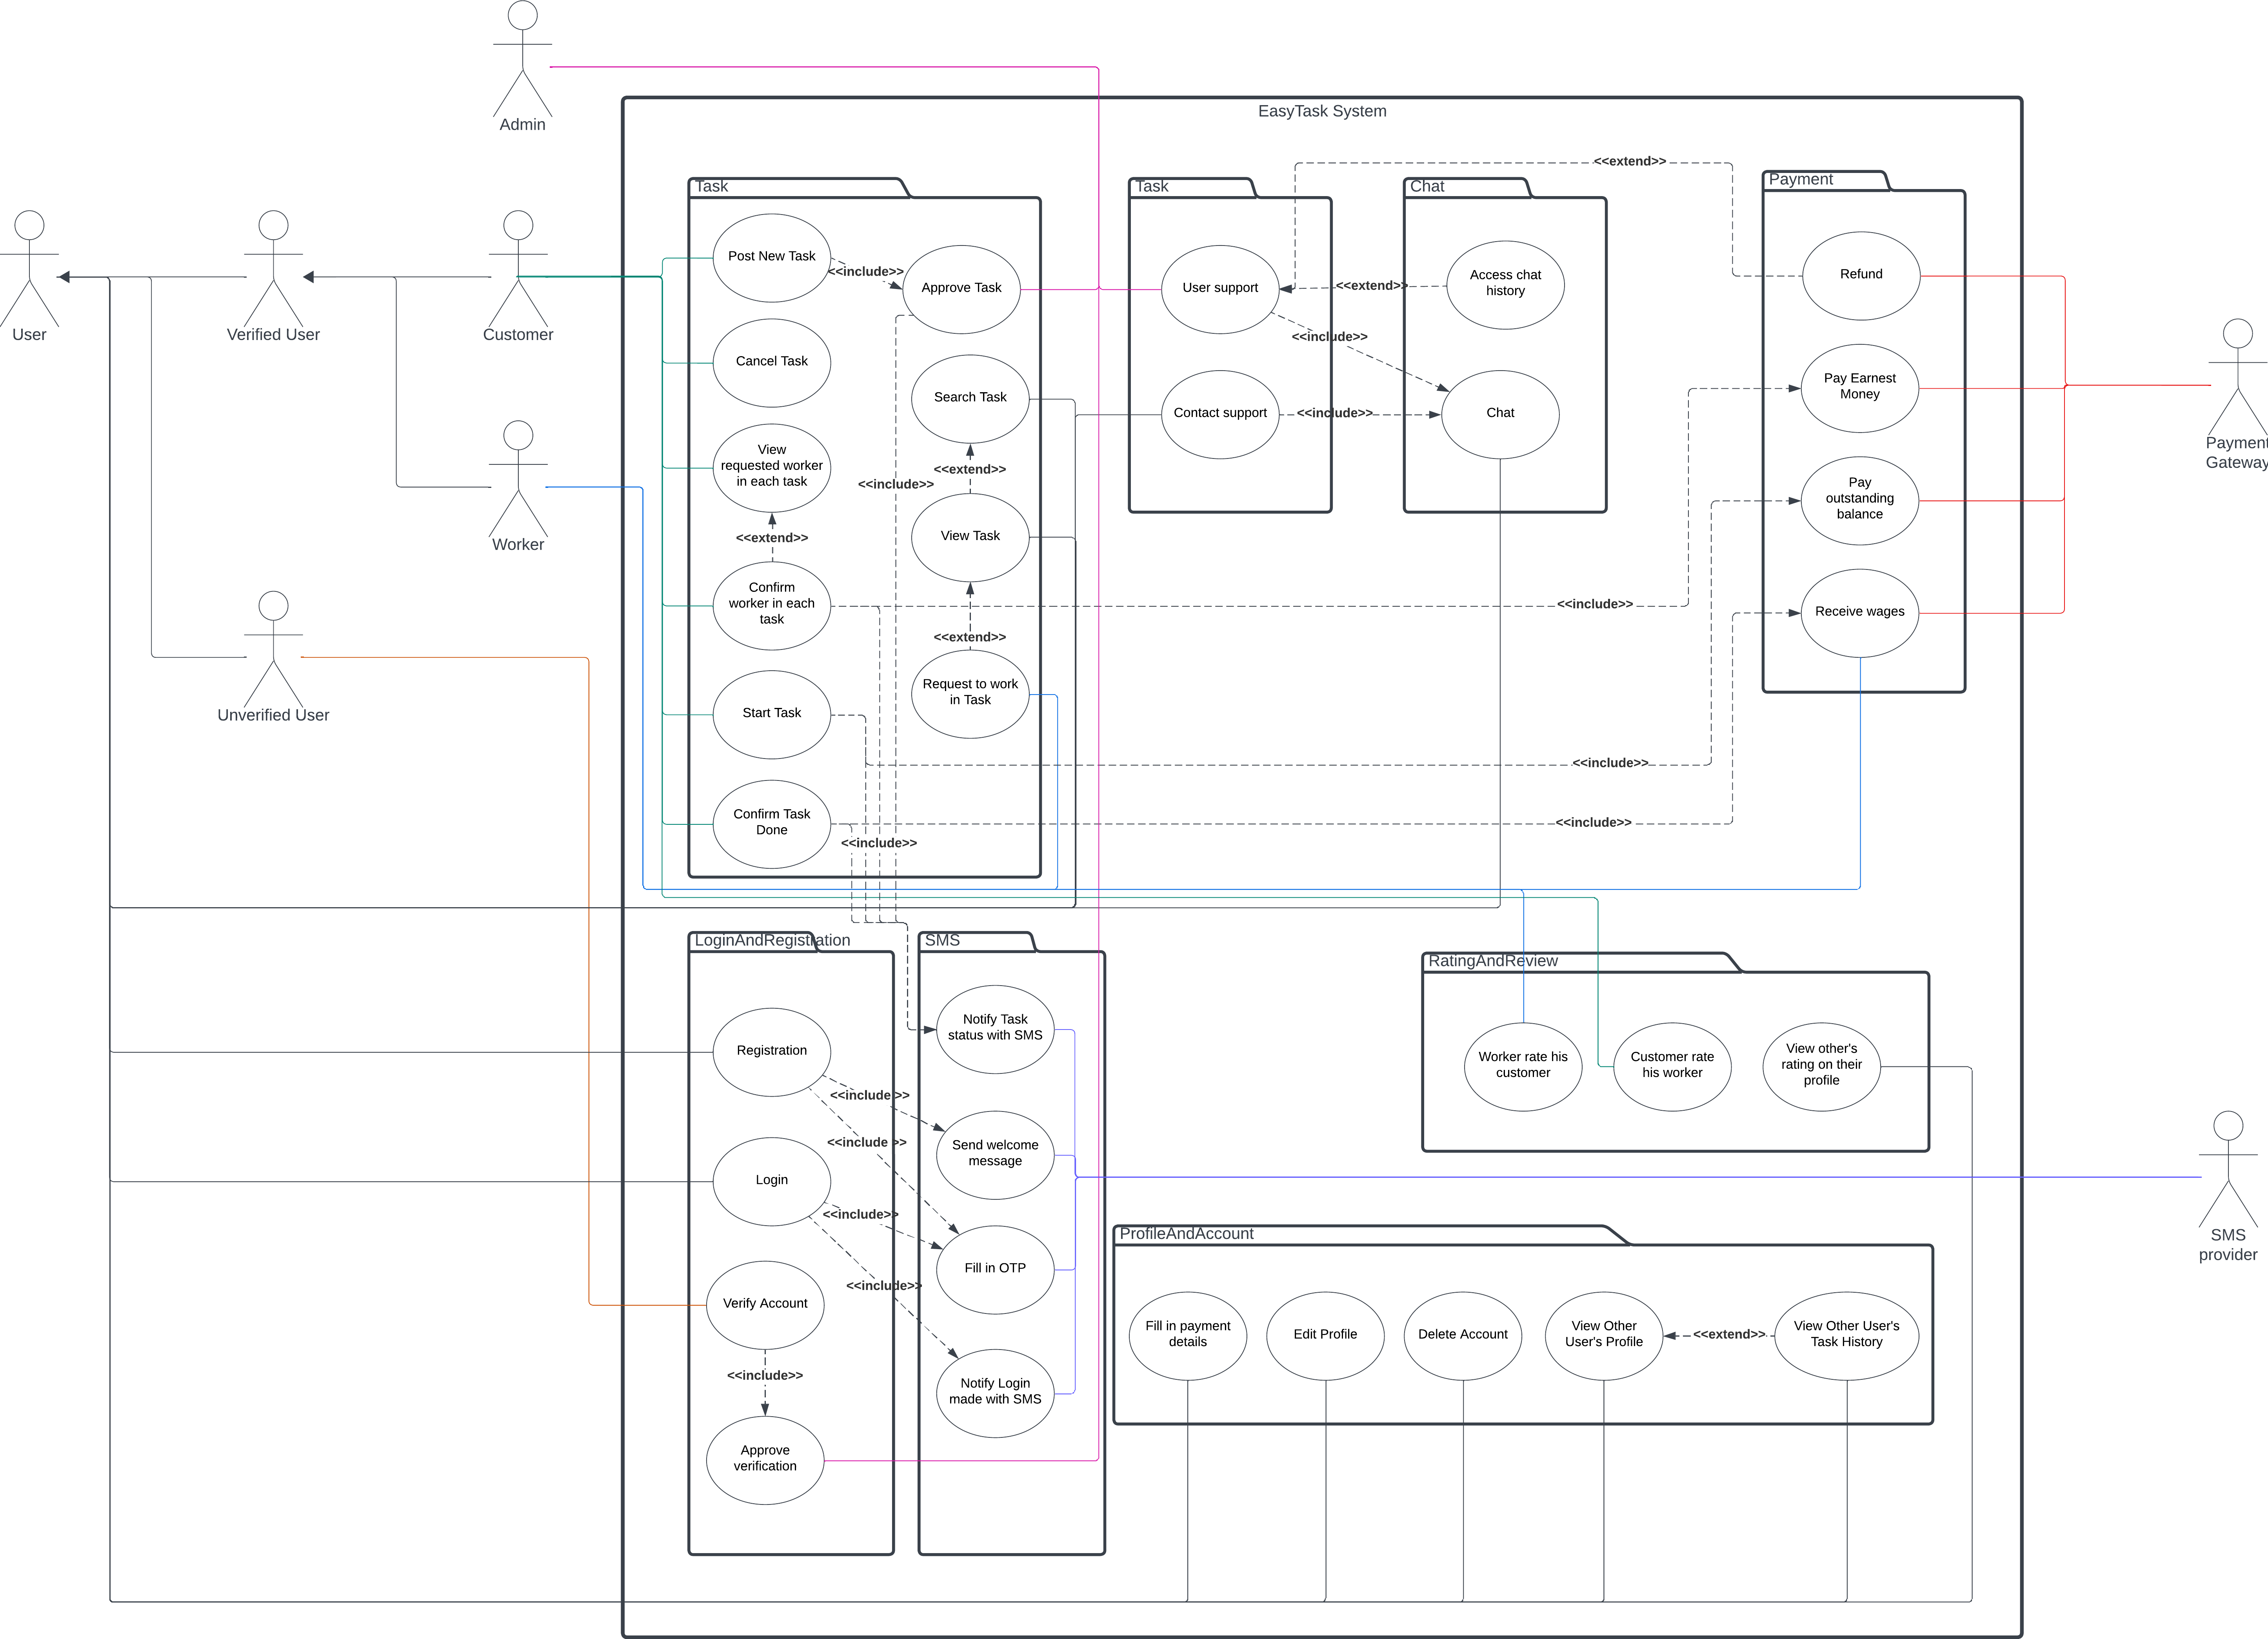 Admin
EasyTask System
User
Verified User
Customer
Worker
Unverified User
Payment
Gateway
SMS
provider
Task
Post New Task
<<include>>
Approve Task
Cancel Task
Search Task
View
requested worker
in each task
<<extend>>
<<include>>
<<extend>>
View Task
Confirm
worker in each
task
<<extend>>
Request to work
in Task
Start Task
Confirm Task
Done
<<include>>
Task
User support
Contact support
Chat
Access chat
history
Chat
<<extend>>
<<extend>>
<<include>>
<<include>>
Payment
Refund
Pay Earnest
Money
Pay
outstanding
balance
Receive wages
<<include>>
<<include>>
<<include>>
LoginAndRegistration
Registration
Login
Verify Account
<<include>>
Approve
verification
<<include >>
<<include >>
<<include>>
<<include>>
SMS
Notify Task
status with SMS
Send welcome
message
Fill in OTP
Notify Login
made with SMS
RatingAndReview
Worker rate his
customer
Customer rate
his worker
View other's
rating on their
profile
ProfileAndAccount
Fill in payment
details
Edit Profile
Delete Account
View Other
User's Profile
<<extend>>
View Other User's
Task History